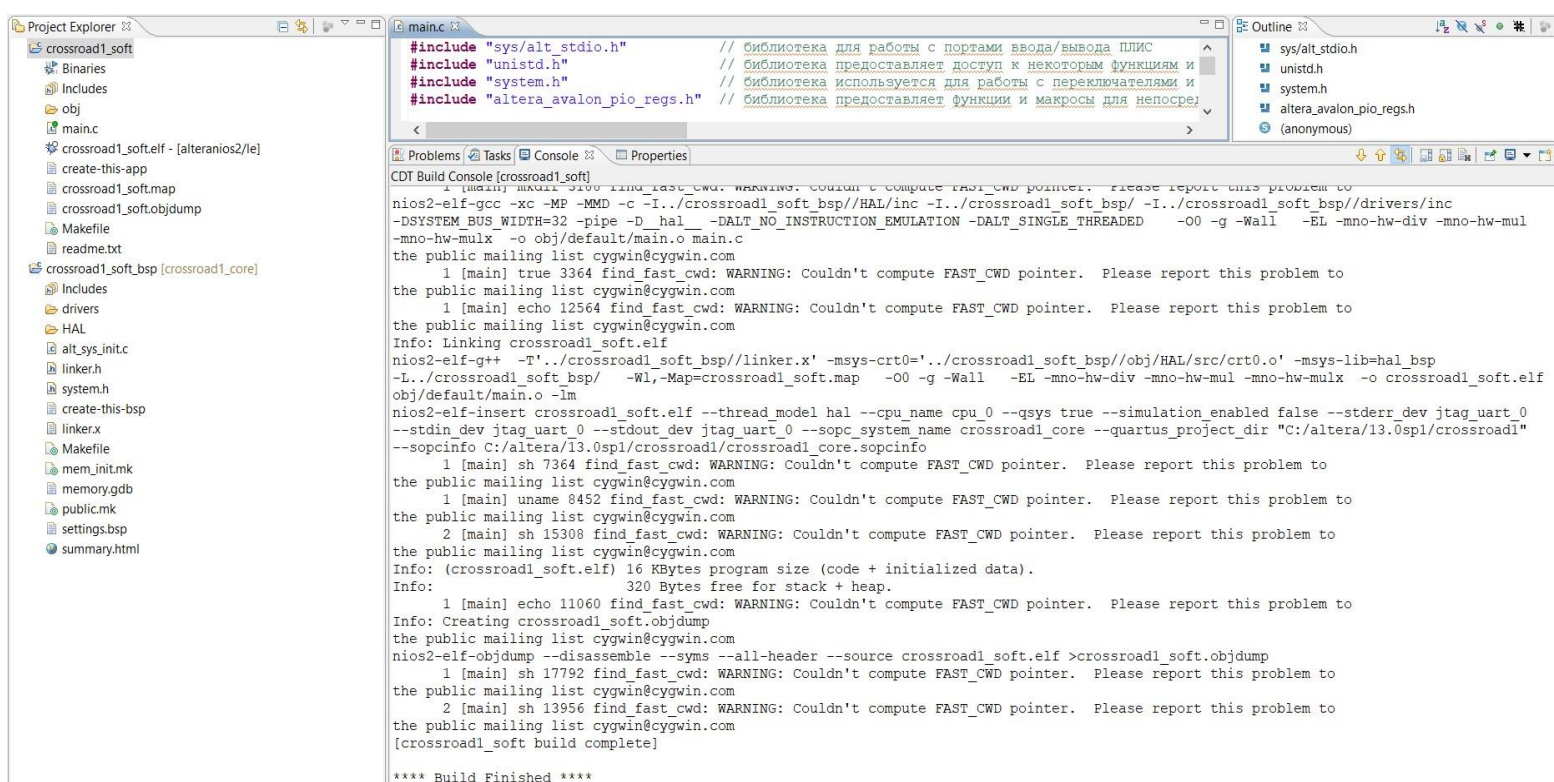 Project Explorer
crossroad1_soft
Binaries
Includes
obj
main.c
crossroad1_soft.elf - [alteranios2/le]
create-this-app
crossroad1_soft.map
crossroad1_soft.objdump
Makefile
readme.txt
crossroad1_soft_bsp [crossroad1_core]
Includes
drivers
HAL
alt_sys_init.c
linker.h
system.h
create-this-bsp
linker.x
Makefile
mem_init.mk
memory.gdb
public.mk
settings.bsp
summary.html
main.c
#include "sys/alt_stdio.h" // библиотека для работы с портами ввода/вывода ПЛИС
#include "unistd.h" // библиотека предоставляет доступ к некоторым функциям и
#include "system.h" // библиотека используется для работы с переключателями и
#include "altera_avalon_pio_regs.h" // библиотека предоставляет функции и макросы для непосред
Outline
sys/alt_stdio.h
unistd.h
system.h
altera_avalon_pio_regs.h
(anonymous)
Problems Tasks Console Properties
CDT Build Console [crossroad1_soft]
1 [main] mkdir 3100 find_fast_cwd: WARNING: Couldn't compute FAST_CWD pointer. Please report this problem to
nios2-elf-gcc -xc -MP -MMD -c -I../crossroad1_soft_bsp//HAL/inc -I../crossroad1_soft_bsp/ -I../crossroad1_soft_bsp//drivers/inc
-DSYSTEM_BUS_WIDTH=32 -pipe -D__hal__ -DALT_NO_INSTRUCTION_EMULATION -DALT_SINGLE_THREADED -O0 -g -Wall -EL -mno-hw-div -mno-hw-mul
-mno-hw-mulx -o obj/default/main.o main.c
the public mailing list cygwin@cygwin.com
1 [main] true 3364 find_fast_cwd: WARNING: Couldn't compute FAST_CWD pointer. Please report this problem to
the public mailing list cygwin@cygwin.com
1 [main] echo 12564 find_fast_cwd: WARNING: Couldn't compute FAST_CWD pointer. Please report this problem to
the public mailing list cygwin@cygwin.com
Info: Linking crossroad1_soft.elf
nios2-elf-g++ -T'../crossroad1_soft_bsp//linker.x' -msys-crt0='../crossroad1_soft_bsp//obj/HAL/src/crt0.o' -msys-lib=hal_bsp
-L../crossroad1_soft_bsp/ -Wl,-Map=crossroad1_soft.map -O0 -g -Wall -EL -mno-hw-div -mno-hw-mul -mno-hw-mulx -o crossroad1_soft.elf
obj/default/main.o -lm
nios2-elf-insert crossroad1_soft.elf --thread_model hal --cpu_name cpu_0 --qsys true --simulation_enabled false --stderr_dev jtag_uart_0
--stdin_dev jtag_uart_0 --stdout_dev jtag_uart_0 --sopc_system_name crossroad1_core --quartus_project_dir "C:/altera/13.0sp1/crossroad1"
--sopcinfo C:/altera/13.0sp1/crossroad1/crossroad1_core.sopcinfo
1 [main] sh 7364 find_fast_cwd: WARNING: Couldn't compute FAST_CWD pointer. Please report this problem to
the public mailing list cygwin@cygwin.com
1 [main] uname 8452 find_fast_cwd: WARNING: Couldn't compute FAST_CWD pointer. Please report this problem to
the public mailing list cygwin@cygwin.com
2 [main] sh 15308 find_fast_cwd: WARNING: Couldn't compute FAST_CWD pointer. Please report this problem to
the public mailing list cygwin@cygwin.com
Info: (crossroad1_soft.elf) 16 KBytes program size (code + initialized data).
Info: 320 Bytes free for stack + heap.
1 [main] echo 11060 find_fast_cwd: WARNING: Couldn't compute FAST_CWD pointer. Please report this problem to
Info: Creating crossroad1_soft.objdump
the public mailing list cygwin@cygwin.com
nios2-elf-objdump --disassemble --syms --all-header --source crossroad1_soft.elf >crossroad1_soft.objdump
1 [main] sh 17792 find_fast_cwd: WARNING: Couldn't compute FAST_CWD pointer. Please report this problem to
the public mailing list cygwin@cygwin.com
2 [main] sh 13956 find_fast_cwd: WARNING: Couldn't compute FAST_CWD pointer. Please report this problem to
the public mailing list cygwin@cygwin.com
[crossroad1_soft build complete]
**** Build Finished ****